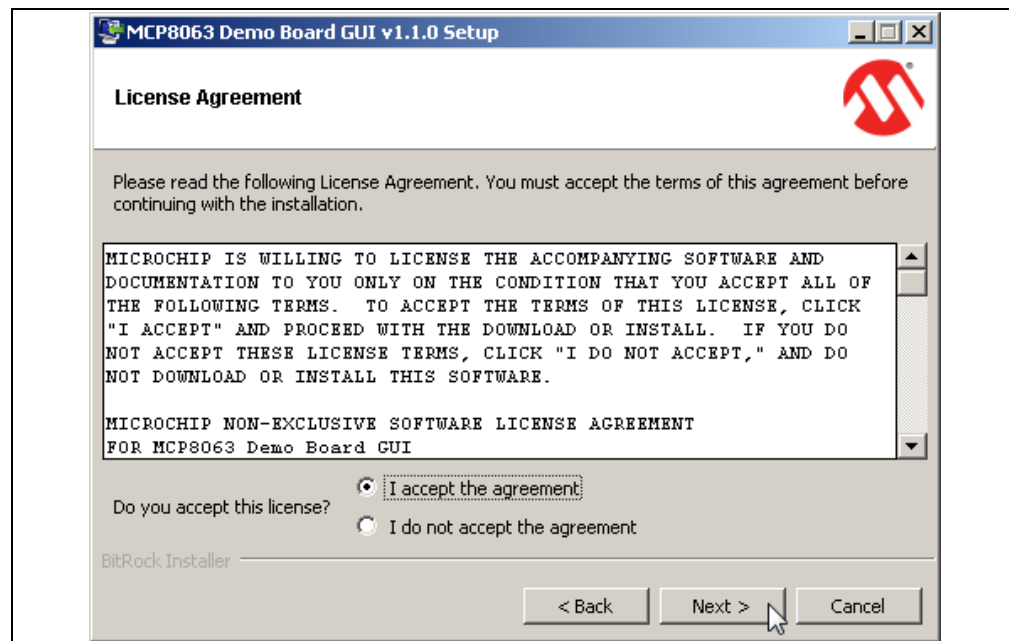 MCP8063 Demo Board GUI v1.1.0 Setup
License Agreement
Please read the following License Agreement. You must accept the terms of this agreement before
continuing with the installation.
MICROCHIP IS WILLING TO LICENSE THE ACCOMPANYING SOFTWARE AND
DOCUMENTATION TO YOU ONLY ON THE CONDITION THAT YOU ACCEPT ALL OF
THE FOLLOWING TERMS.  TO ACCEPT THE TERMS OF THIS LICENSE, CLICK
"I ACCEPT" AND PROCEED WITH THE DOWNLOAD OR INSTALL.  IF YOU DO
NOT ACCEPT THESE LICENSE TERMS, CLICK "I DO NOT ACCEPT," AND DO
NOT DOWNLOAD OR INSTALL THIS SOFTWARE.
MICROCHIP NON-EXCLUSIVE SOFTWARE LICENSE AGREEMENT
FOR MCP8063 Demo Board GUI
Do you accept this license?
I accept the agreement
I do not accept the agreement
BitRock Installer
< Back
Next >
Cancel